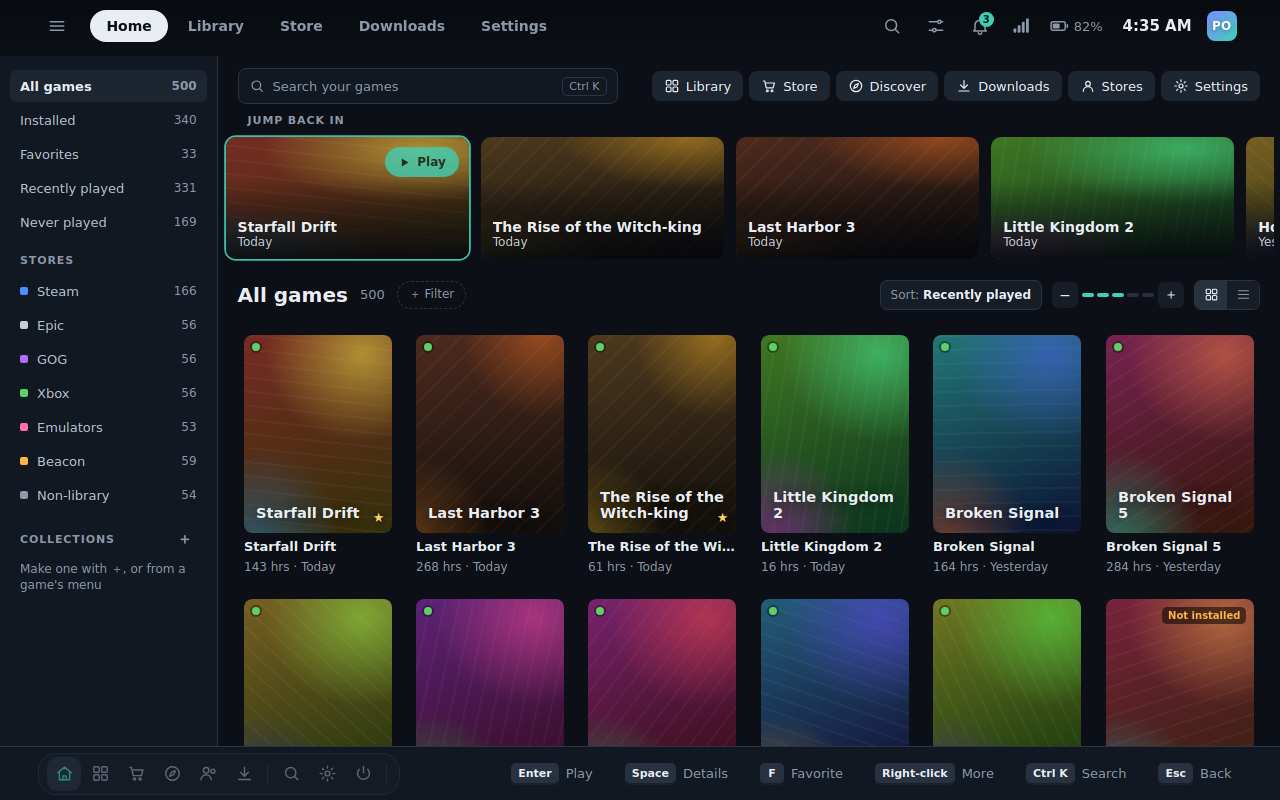 Home
Library
Store
Downloads
Settings
3
82%
4:35 AM
PO
All games 500
Installed 340
Favorites 33
Recently played 331
Never played 169
STORES
Steam 166
Epic 56
GOG 56
Xbox 56
Emulators 53
Beacon 59
Non-library 54
COLLECTIONS +
Make one with +, or from a
game's menu
Search your games Ctrl K
Library
Store
Discover
Downloads
Stores
Settings
JUMP BACK IN
Play
Starfall Drift
Today
The Rise of the Witch-king
Today
Last Harbor 3
Today
Little Kingdom 2
Today
All games 500 + Filter
Sort: Recently played
Starfall Drift
Last Harbor 3
The Rise of the
Witch-king
Little Kingdom
2
Broken Signal
Broken Signal
5
Starfall Drift
143 hrs · Today
Last Harbor 3
268 hrs · Today
The Rise of the Wi...
61 hrs · Today
Little Kingdom 2
16 hrs · Today
Broken Signal
164 hrs · Yesterday
Broken Signal 5
284 hrs · Yesterday
Not installed
Enter Play
Space Details
F Favorite
Right-click More
Ctrl K Search
Esc Back